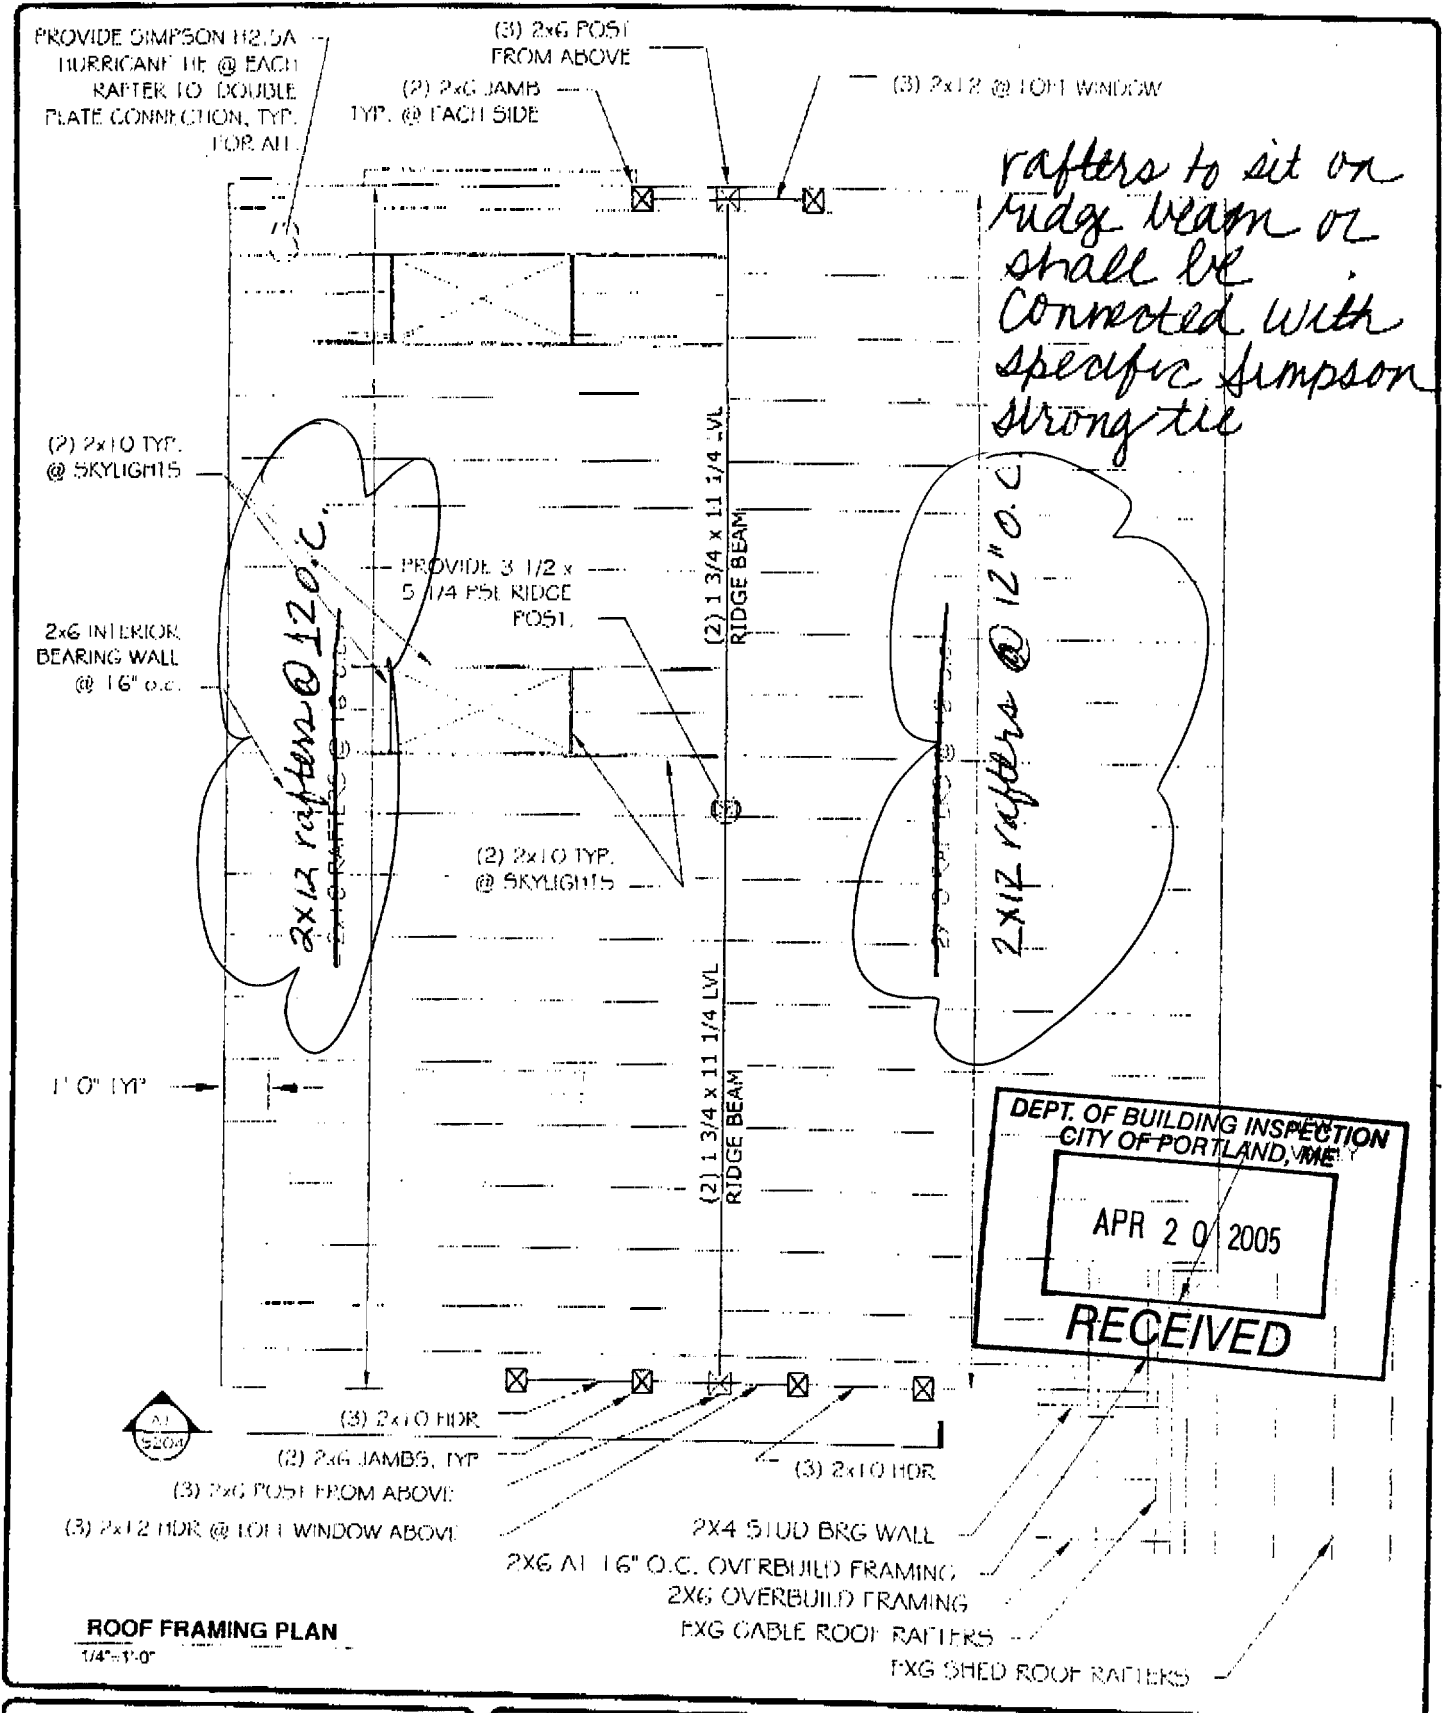 PROVIDE SIMPSON H2.5A
HURRICANE TIE @ EACH
RAFTER TO DOUBLE
PLATE CONNECTION, TYP.
FOR ALL.
(3) 2x6 POST
FROM ABOVE
(2) 2x6 JAMB
TYP. @ EACH SIDE
(3) 2x12 @ LOFT WINDOW
rafters to sit on
ridge beam or
shall be
connected with
specific Simpson
strong tie
(2) 2x10 TYP.
@ SKYLIGHTS
2x12 rafters @ 12 O.C.
2x10 RAFTERS @ 16" O.C.
PROVIDE 3 1/2 x
5 1/4 PSL RIDGE
POST.
(2) 1 3/4 x 11 1/4 LVL
RIDGE BEAM
2x12 rafters @ 12" O.C.
2x6 INTERIOR
BEARING WALL
@ 16" o.c.
(2) 2x10 TYP.
@ SKYLIGHTS
(2) 1 3/4 x 11 1/4 LVL
RIDGE BEAM
1'0" TYP
DEPT. OF BUILDING INSPECTION
CITY OF PORTLAND, ME
APR 20 2005
RECEIVED
A1
S204
(3) 2x10 HDR
(2) 2x6 JAMBS, TYP
(3) 2x6 POST FROM ABOVE
(3) 2x12 HDR @ LOFT WINDOW ABOVE
(3) 2x10 HDR
2X4 STUD BRG WALL
2X6 AT 16" O.C. OVERBUILD FRAMING
2X6 OVERBUILD FRAMING
EXG GABLE ROOF RAFTERS
EXG SHED ROOF RAFTERS
ROOF FRAMING PLAN
1/4"=1'-0"